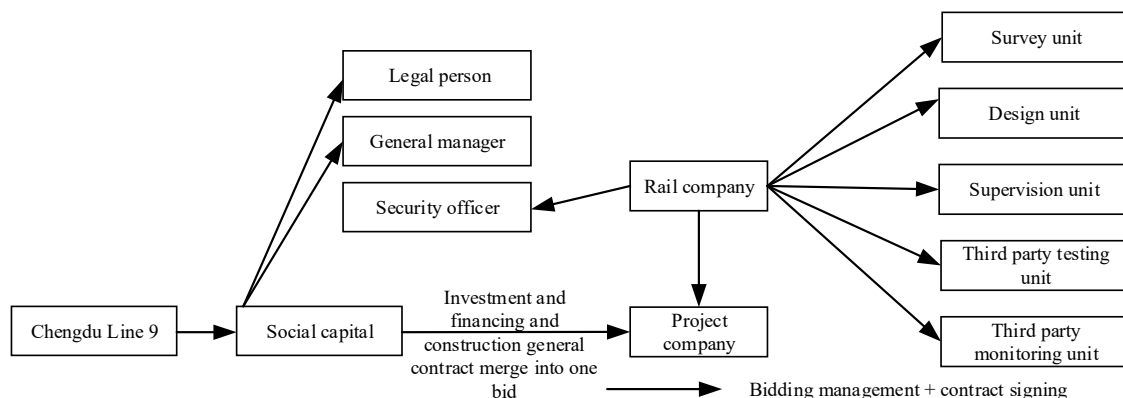 Survey unit
Legal person
Design unit
General manager
Rail company
Supervision unit
Security officer
Third party testing
unit
Investment and
financing and
construction general
contract merge into one
bid
Chengdu Line 9
Social capital
Project
company
Third party
monitoring unit
Bidding management + contract signing